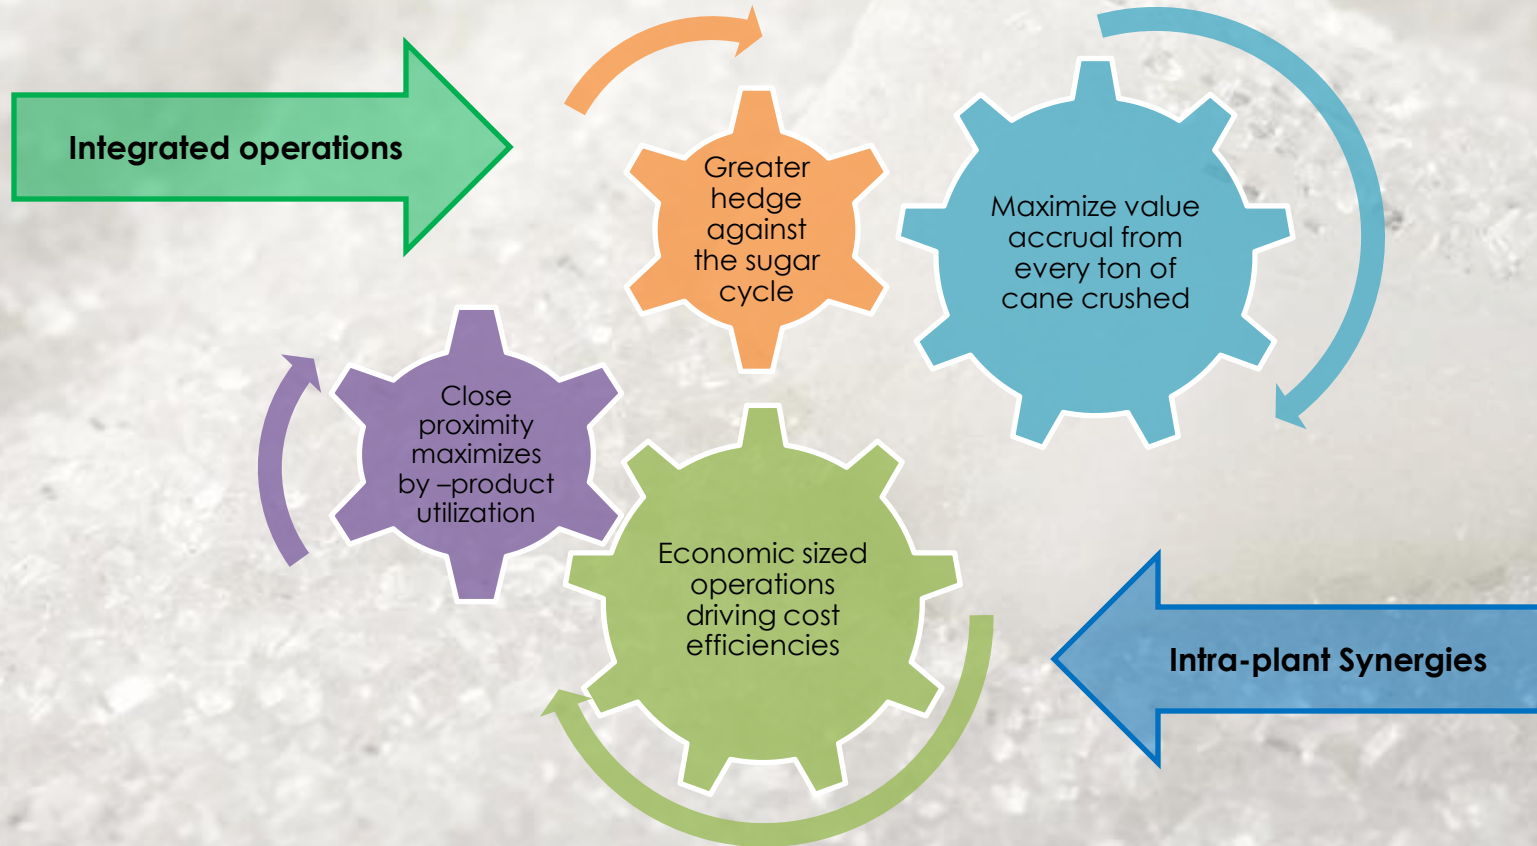 Integrated operations
Greater
hedge
against
the sugar
cycle
Maximize value
accrual from
every ton of
cane crushed
Close
proximity
maximizes
by –product
utilization
Economic sized
operations
driving cost
efficiencies
Intra-plant Synergies